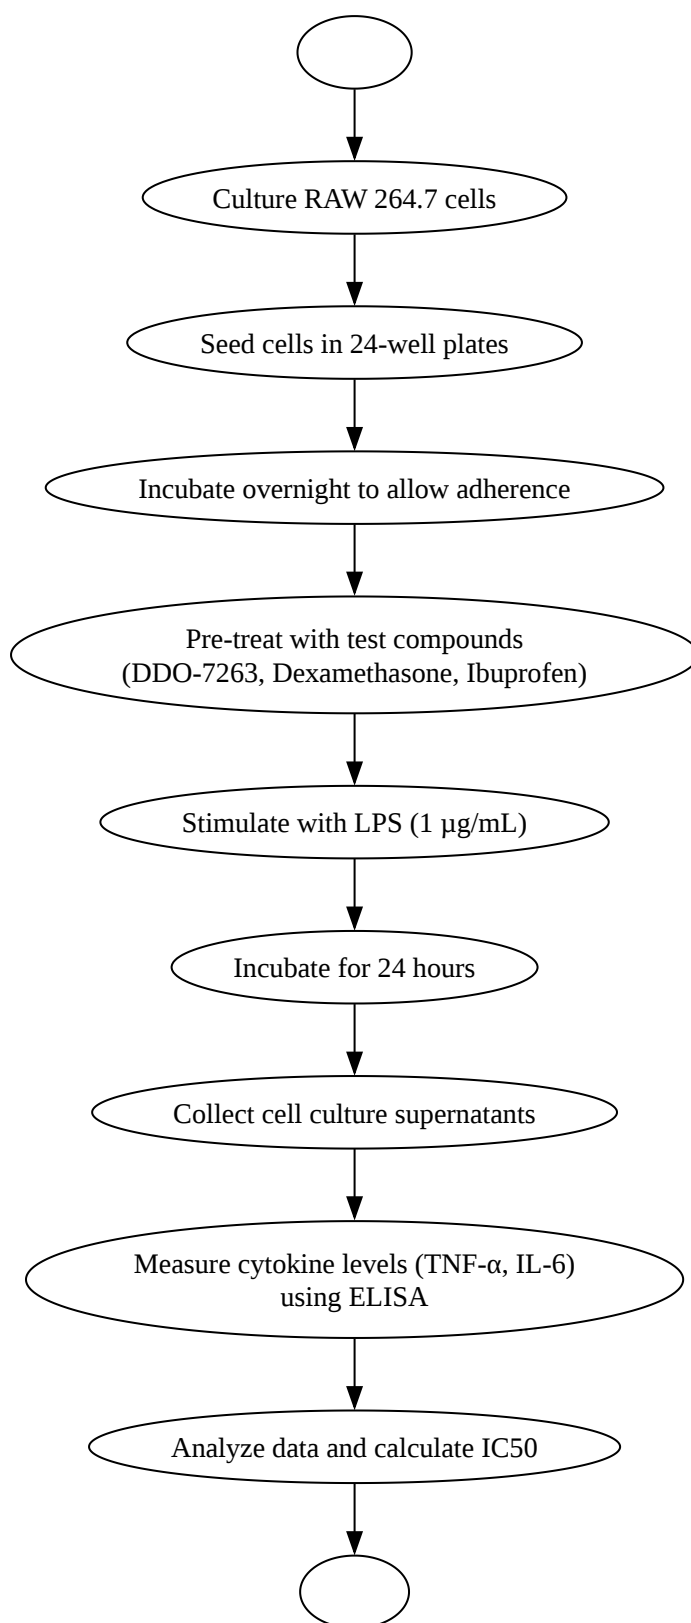 Culture RAW 264.7 cells
Seed cells in 24-well plates
Incubate overnight to allow adherence
Pre-treat with test compounds
(DDO-7263, Dexamethasone, Ibuprofen)
Stimulate with LPS (1 µg/mL)
Incubate for 24 hours
Collect cell culture supernatants
Measure cytokine levels (TNF-α, IL-6)
using ELISA
Analyze data and calculate IC50